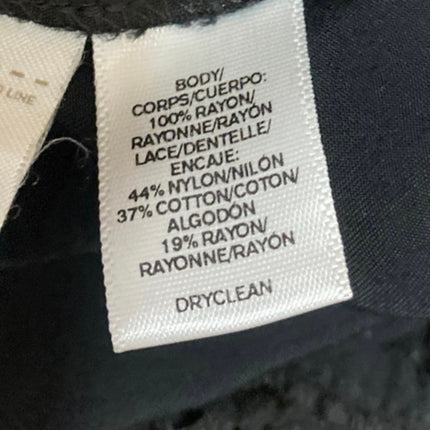 LINE
BODY/
CORPS/CUERPO:
100% RAYON/
RAYONNE/RAYÓN
LACE/DENTELLE/
ENCAJE:
44% NYLON/NILÓN
37% COTTON/COTON/
ALGODÓN
19% RAYON/
RAYONNE/RAYÓN
DRYCLEAN